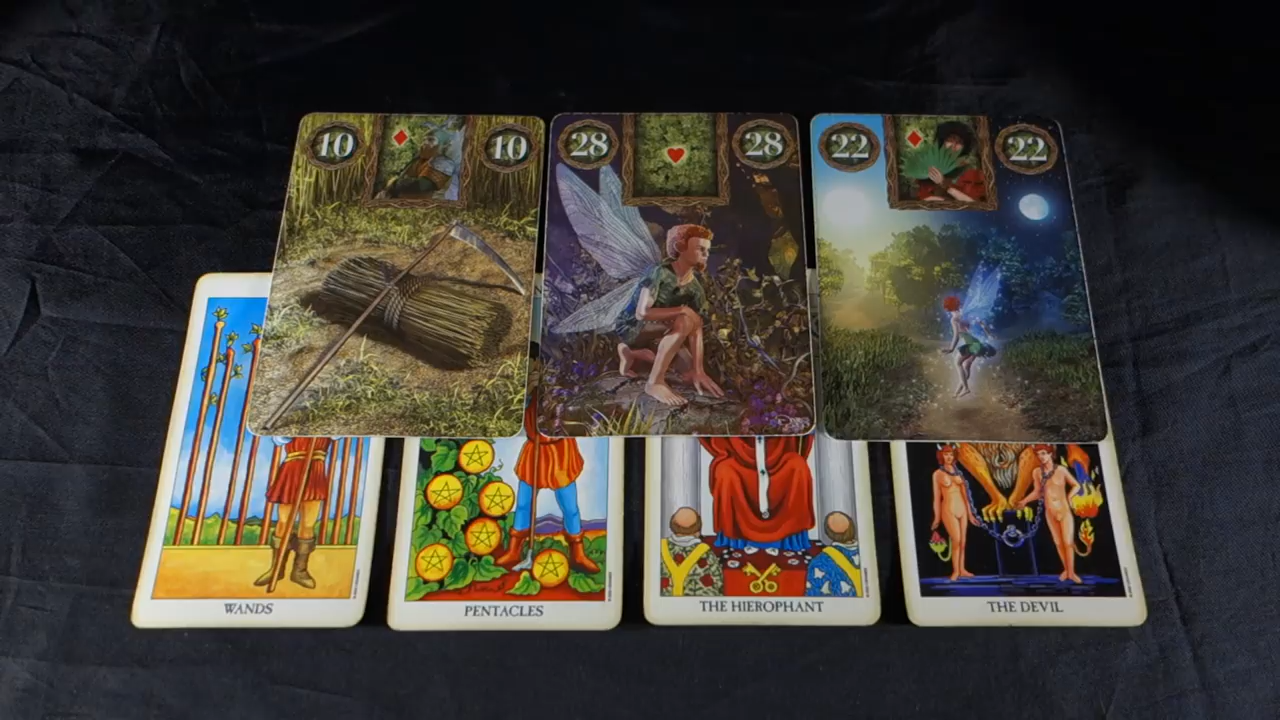 10 10
28 28
22 22
WANDS
PENTACLES
THE HIEROPHANT
THE DEVIL